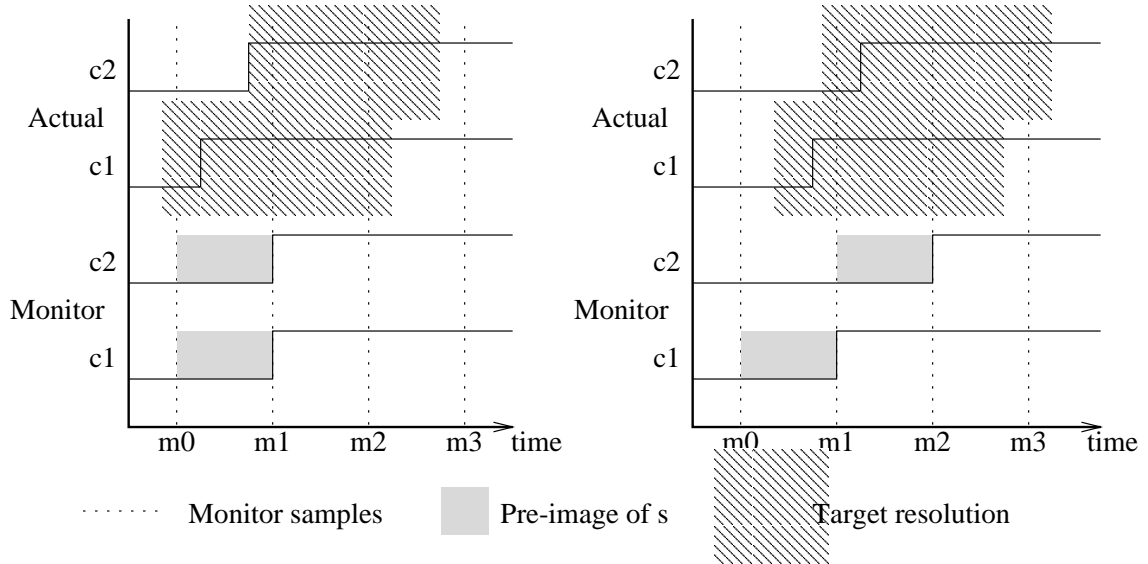 c2
Actual
c1
c2
Monitor
c1
m0 m1 m2 m3 time
c2
Actual
c1
c2
Monitor
c1
m0 m1 m2 m3 time
Monitor samples
Pre-image of s
Target resolution